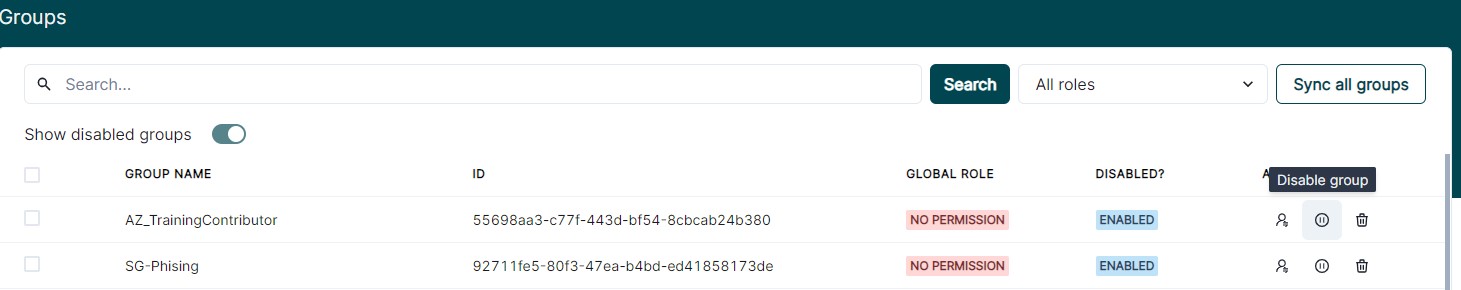 Groups
Search...
Search
All roles
Sync all groups
Show disabled groups
GROUP NAME ID GLOBAL ROLE DISABLED? A
Disable group
AZ_TrainingContributor 55698aa3-c77f-443d-bf54-8cbcab24b380 NO PERMISSION ENABLED
SG-Phising 92711fe5-80f3-47ea-b4bd-ed41858173de NO PERMISSION ENABLED